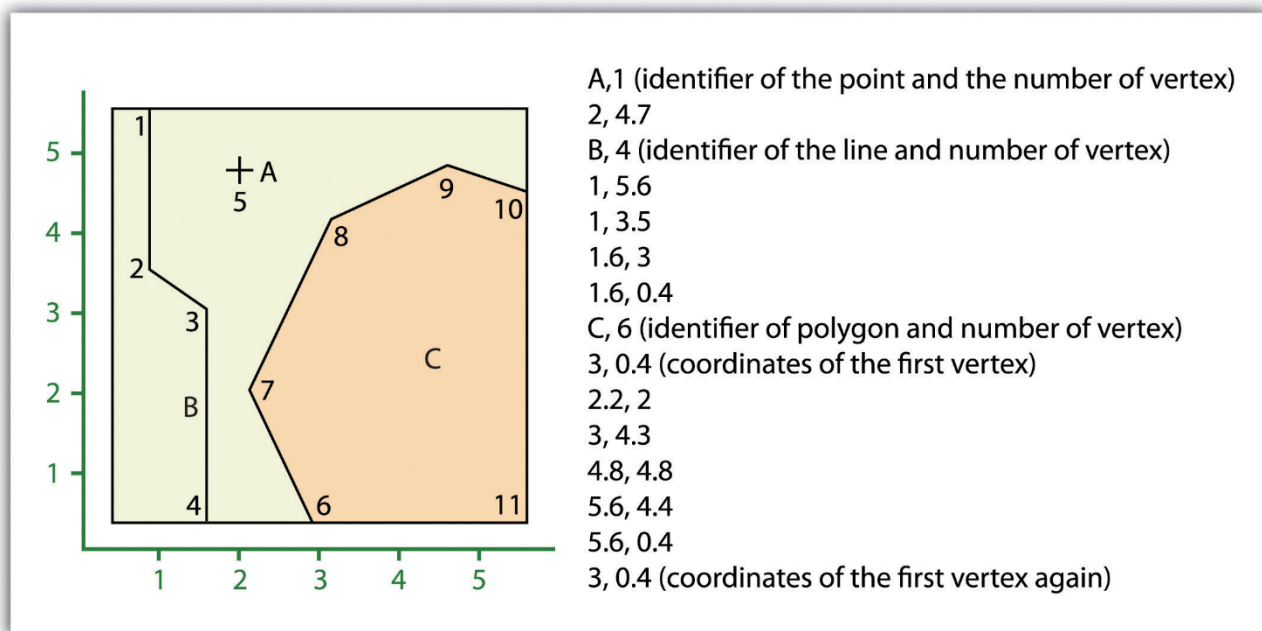 1
5
A
5
9
10
4
8
2
3
3
C
2
7
B
1
4
6
11
1 2 3 4 5
A,1 (identifier of the point and the number of vertex)
2, 4.7
B, 4 (identifier of the line and number of vertex)
1, 5.6
1, 3.5
1.6, 3
1.6, 0.4
C, 6 (identifier of polygon and number of vertex)
3, 0.4 (coordinates of the first vertex)
2.2, 2
3, 4.3
4.8, 4.8
5.6, 4.4
5.6, 0.4
3, 0.4 (coordinates of the first vertex again)